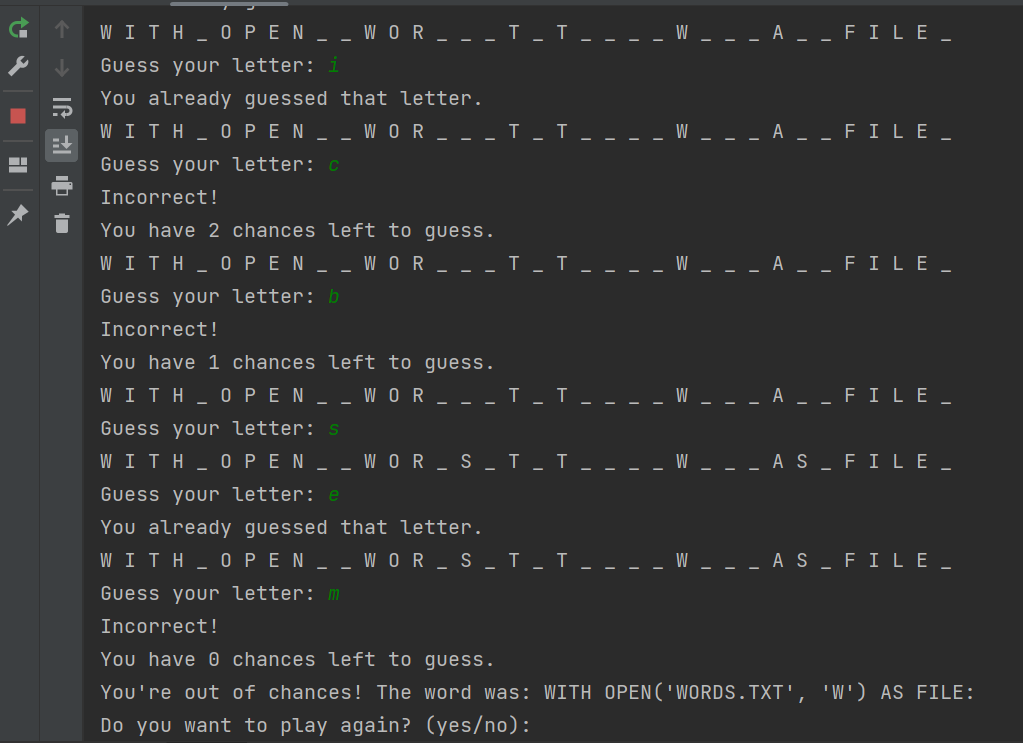 W I T H _ O P E N _ _ W O R _ _ _ T _ T _ _ _ _ W _ _ _ A _ _ F I L E _
Guess your letter: i
You already guessed that letter.
W I T H _ O P E N _ _ W O R _ _ _ T _ T _ _ _ _ W _ _ _ A _ _ F I L E _
Guess your letter: c
Incorrect!
You have 2 chances left to guess.
W I T H _ O P E N _ _ W O R _ _ _ T _ T _ _ _ _ W _ _ _ A _ _ F I L E _
Guess your letter: b
Incorrect!
You have 1 chances left to guess.
W I T H _ O P E N _ _ W O R _ _ _ T _ T _ _ _ _ W _ _ _ A _ _ F I L E _
Guess your letter: s
W I T H _ O P E N _ _ W O R _ S _ T _ T _ _ _ _ W _ _ _ A S _ F I L E _
Guess your letter: e
You already guessed that letter.
W I T H _ O P E N _ _ W O R _ S _ T _ T _ _ _ _ W _ _ _ A S _ F I L E _
Guess your letter: m
Incorrect!
You have 0 chances left to guess.
You're out of chances! The word was: WITH OPEN('WORDS.TXT', 'W') AS FILE:
Do you want to play again? (yes/no):